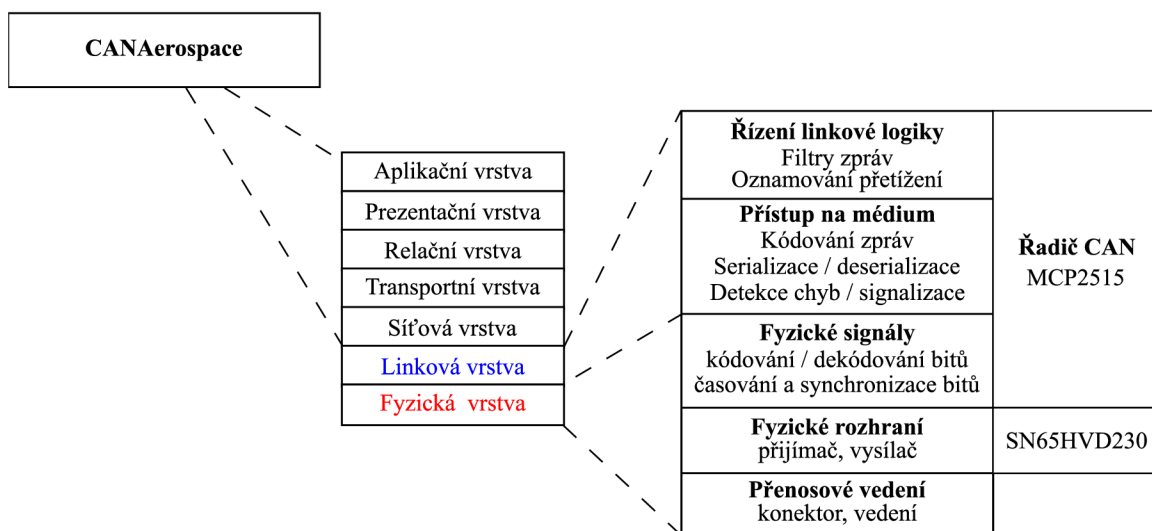 CANAerospace
Aplikační vrstva
Prezentační vrstva
Relační vrstva
Transportní vrstva
Síťová vrstva
Linková vrstva
Fyzická vrstva
Řízení linkové logiky
Filtry zpráv
Oznamování přetížení
Přístup na médium
Kódování zpráv
Serializace / deserializace
Detekce chyb / signalizace
Fyzické signály
kódování / dekódování bitů
časování a synchronizace bitů
Řadič CAN
MCP2515
Fyzické rozhraní
přijímač, vysílač
SN65HVD230
Přenosové vedení
konektor, vedení